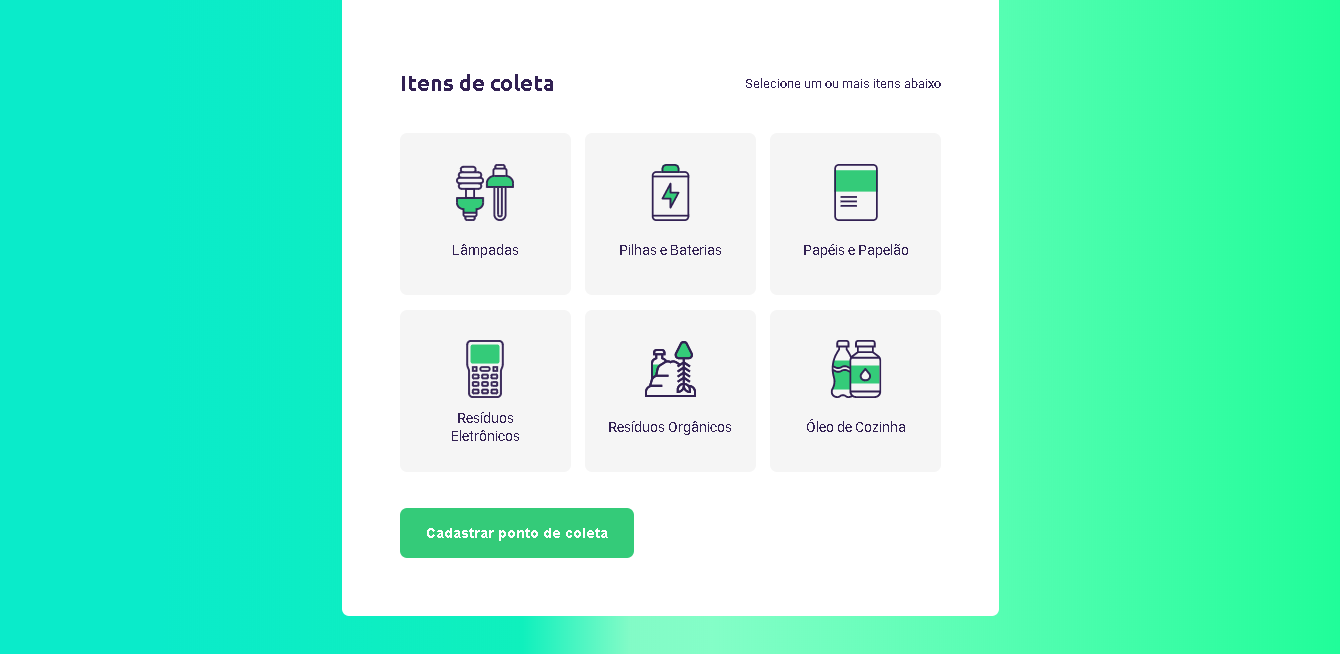 Itens de coleta
Selecione um ou mais itens abaixo
Lâmpadas
Pilhas e Baterias
Papéis e Papelão
Resíduos
Eletrônicos
Resíduos Orgânicos
Óleo de Cozinha
Cadastrar ponto de coleta